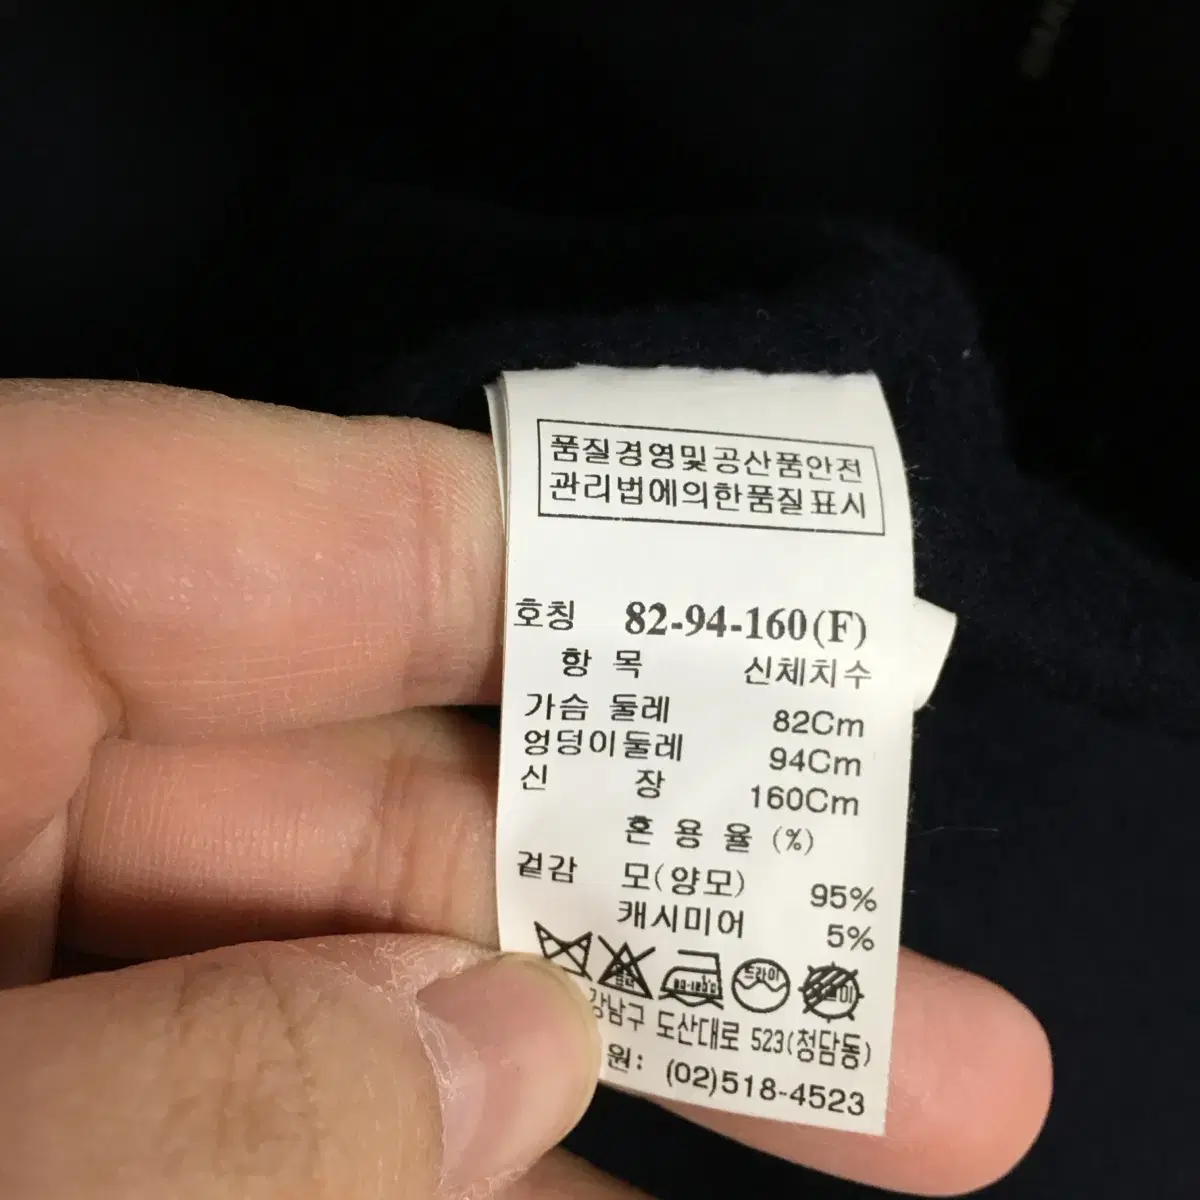 품질경영및공산품안전
관리법에의한품질표시
호칭 82-94-160(F)
항 목 신체치수
가슴 둘레 82Cm
엉덩이둘레 94Cm
신 장 160Cm
혼 용 율 (%)
겉감 모(양모) 95%
캐시미어 5%
드라이
강남구 도산대로 523(청담동)
원: (02)518-4523